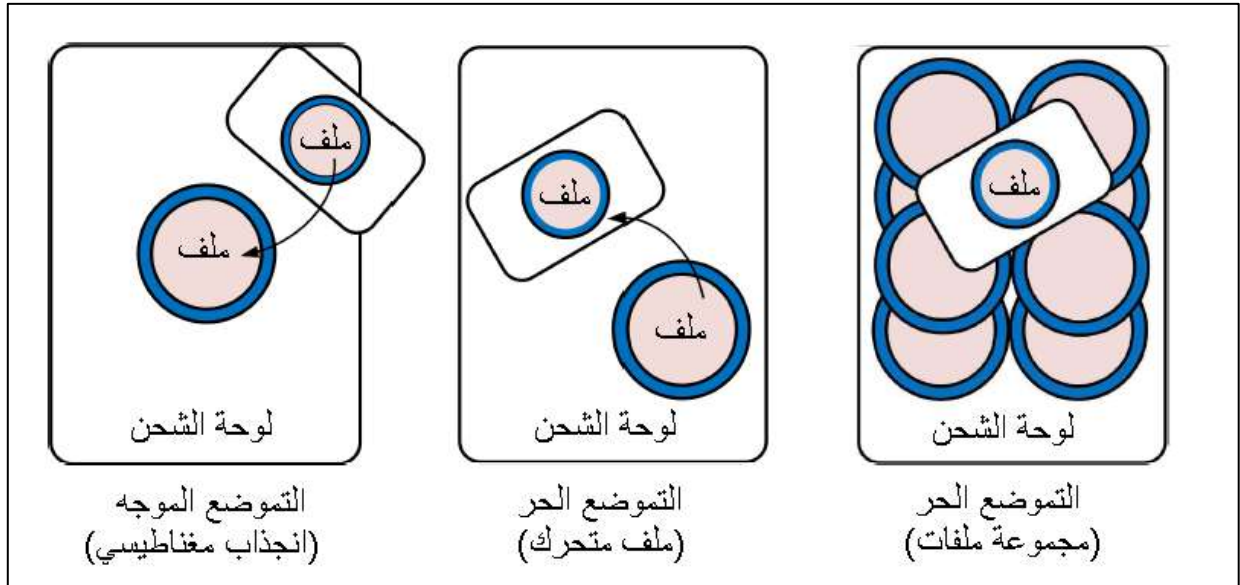 ملف
ملف
لوحة الشحن
التموضع الموجه
(انجذاب مغناطيسي)
ملف
ملف
لوحة الشحن
التموضع الحر
(ملف متحرك)
ملف
لوحة الشحن
التموضع الحر
(مجموعة ملفات)